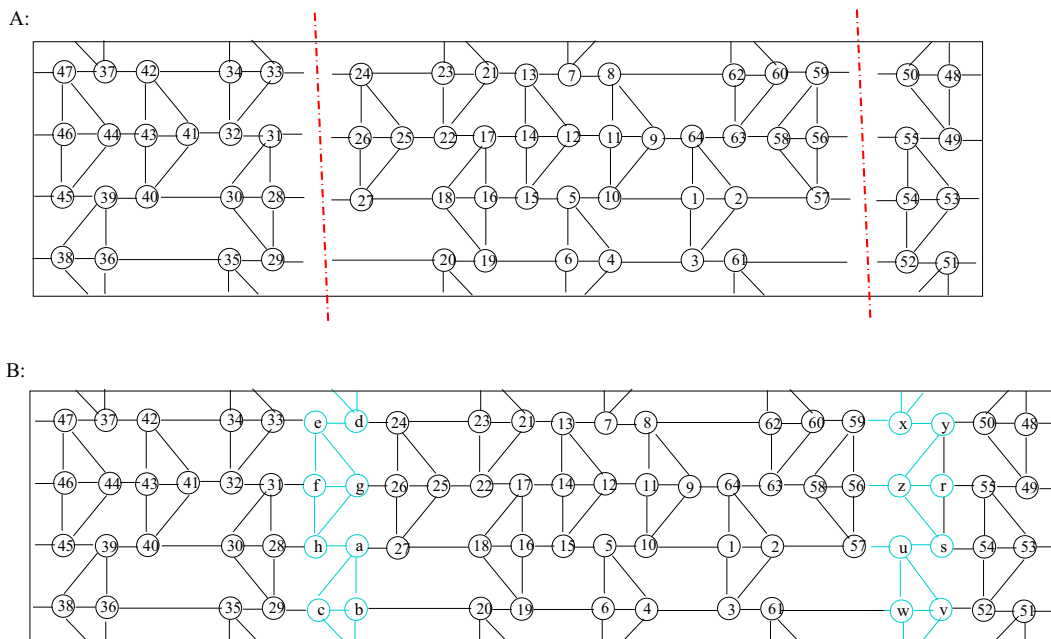 A:
47 37 42 34 33 24 23 21 13 7 8 62 60 59 50 48
46 44 43 41 32 31 26 25 22 17 14 12 11 9 64 63 58 56 55 49
45 39 40 30 28 27 18 16 15 5 10 1 2 57 54 53
38 36 35 29 20 19 6 4 3 61 52 51
B:
47 37 42 34 33 e d 24 23 21 13 7 8 62 60 59 x y 50 48
46 44 43 41 32 31 f g 26 25 22 17 14 12 11 9 64 63 58 56 z r 55 49
45 39 40 30 28 h a 27 18 16 15 5 10 1 2 57 u s 54 53
38 36 35 29 c b 20 19 6 4 3 61 w v 52 51